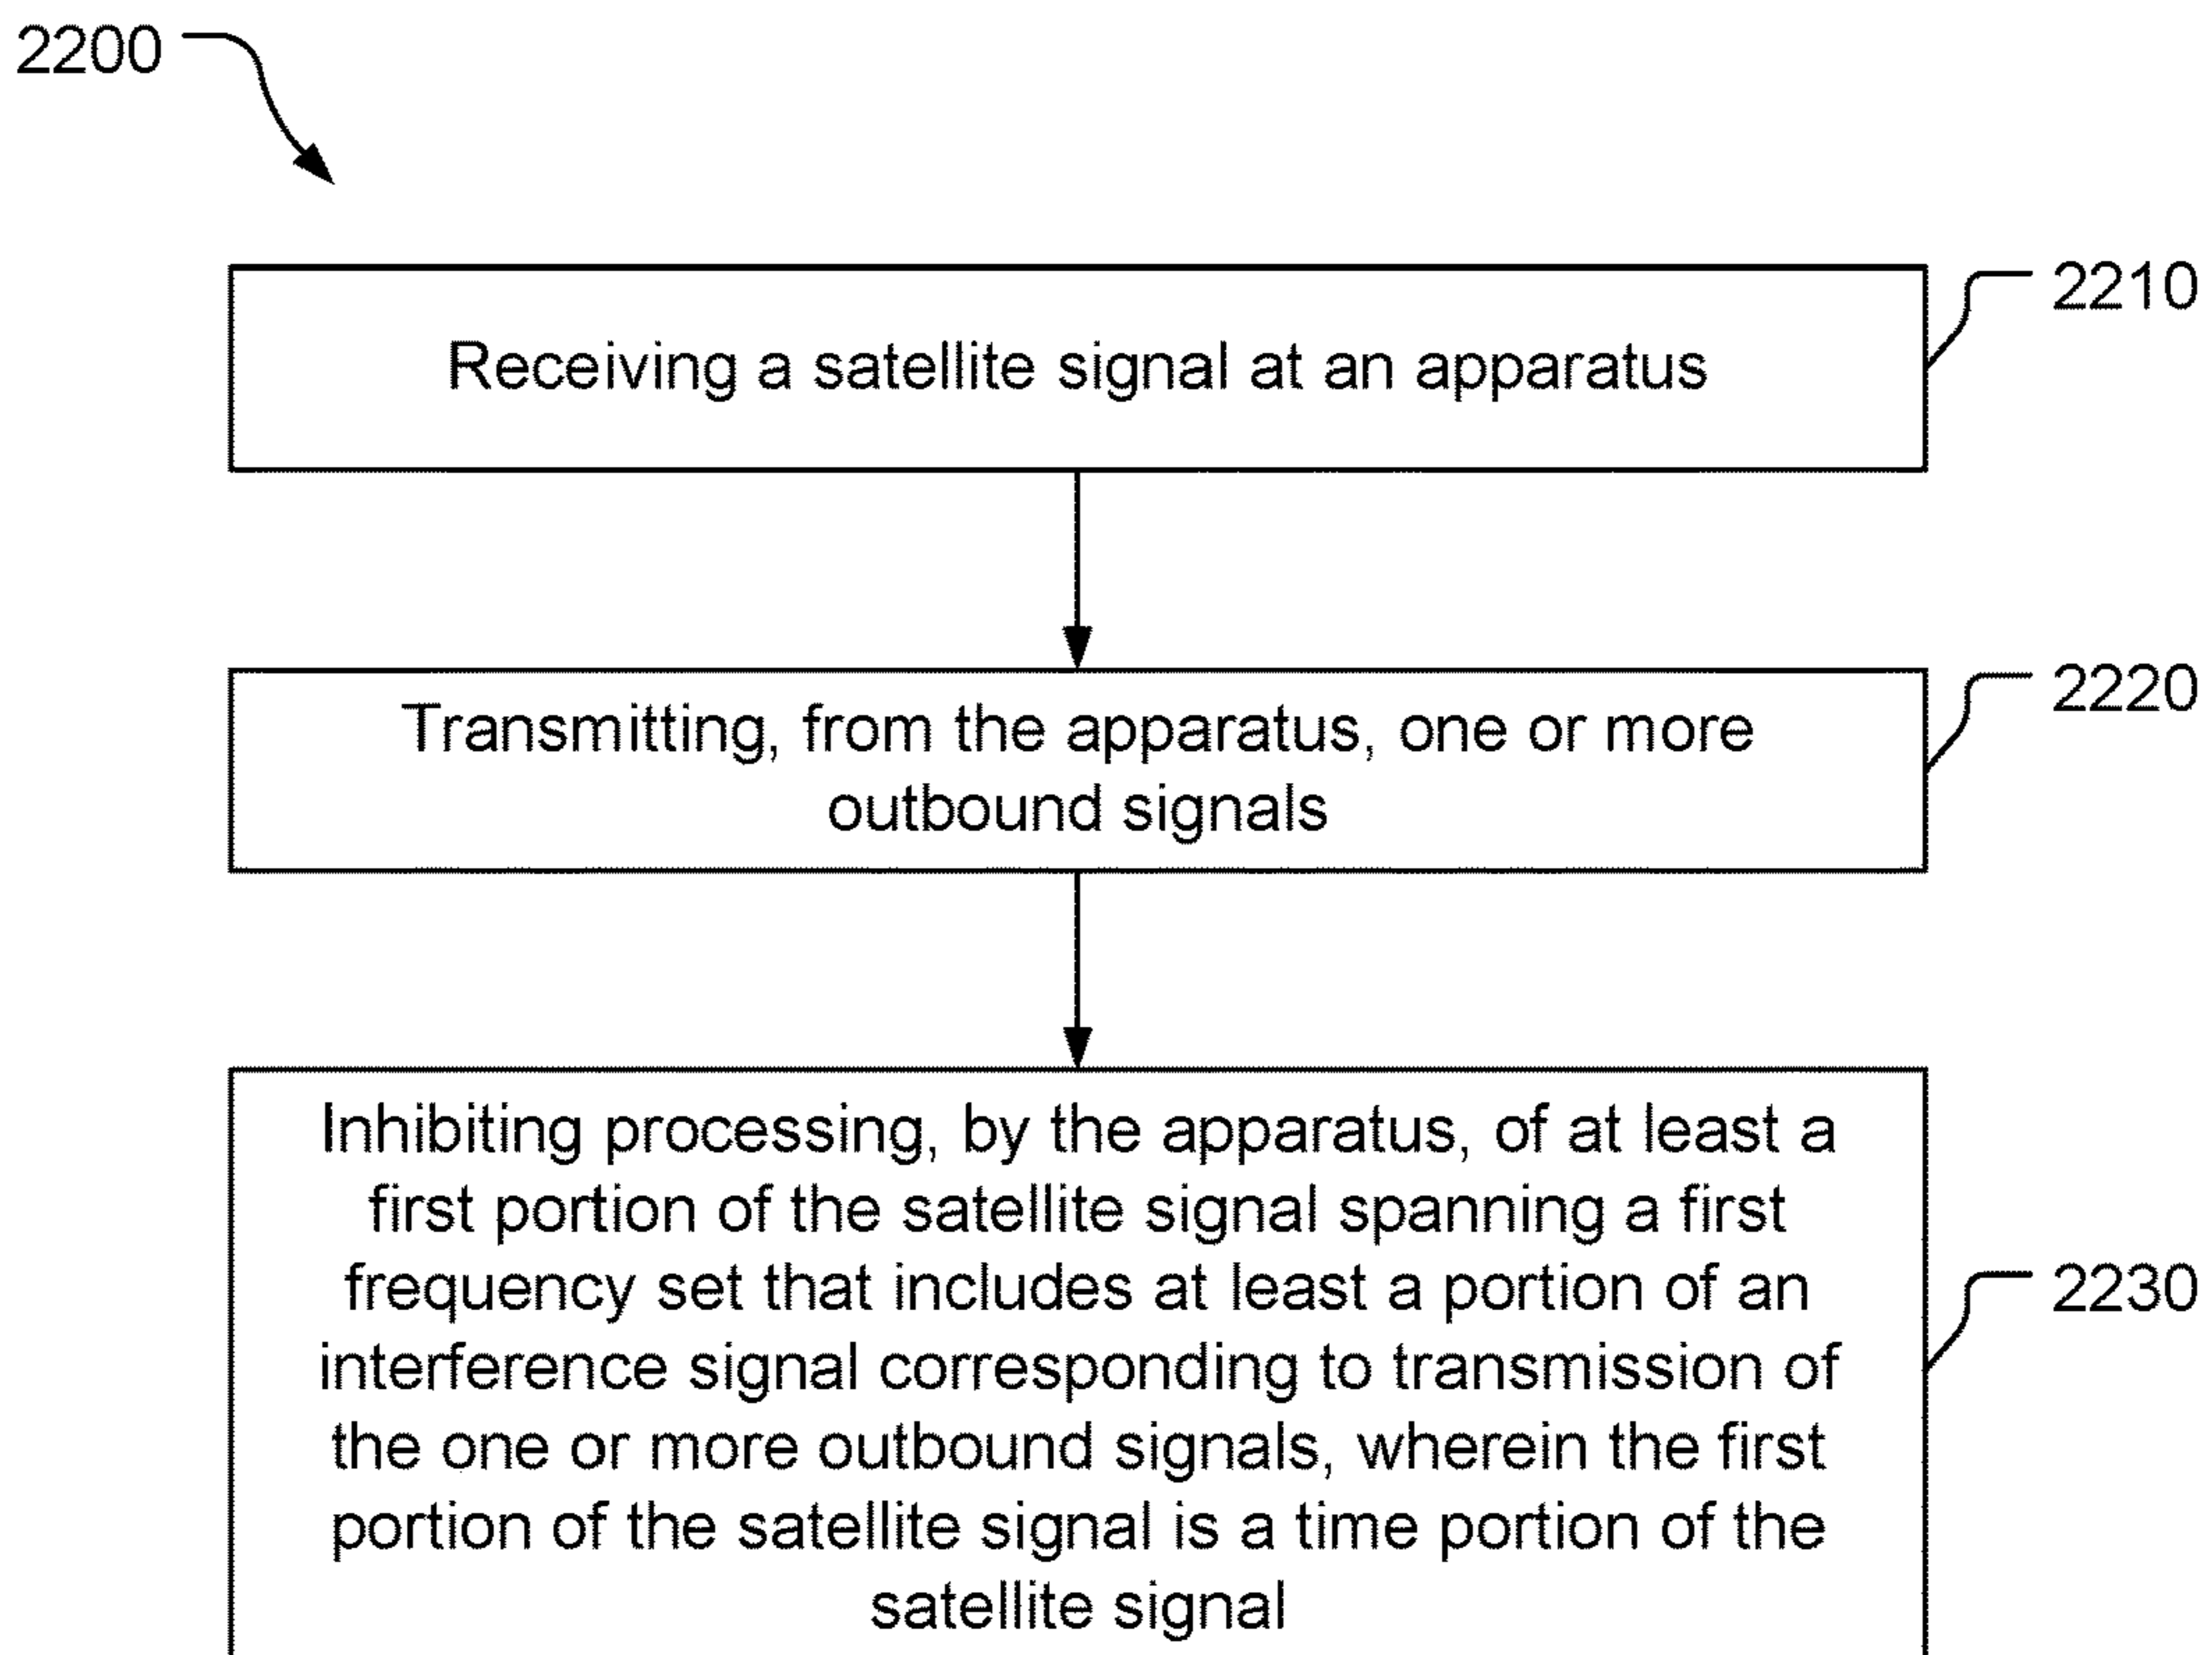 2200
Receiving a satellite signal at an apparatus
2210
Transmitting, from the apparatus, one or more
outbound signals
2220
Inhibiting processing, by the apparatus, of at least a
first portion of the satellite signal spanning a first
frequency set that includes at least a portion of an
interference signal corresponding to transmission of
the one or more outbound signals, wherein the first
portion of the satellite signal is a time portion of the
satellite signal
2230